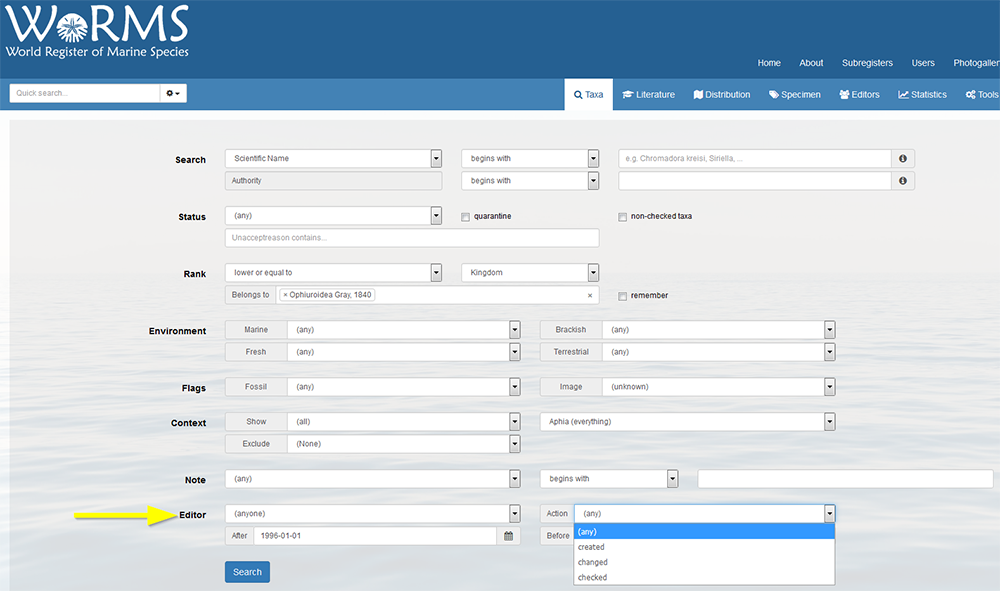 WoRMS
World Register of Marine Species
Home About Subregisters Users Photogaller
Quick search...
Taxa Literature Distribution Specimen Editors Statistics Tools
Search Scientific Name begins with e.g. Chromadora kreisi, Siriella, ...
Authority begins with
Status (any) quarantine non-checked taxa
Unacceptreason contains...
Rank lower or equal to Kingdom
Belongs to × Ophiuroidea Gray, 1840 × remember
Environment Marine (any) Brackish (any)
Fresh (any) Terrestrial (any)
Flags Fossil (any) Image (unknown)
Context Show (all) Aphia (everything)
Exclude (None)
Note (any) begins with
Editor (anyone) Action (any)
After 1996-01-01 Before (any)
created
changed
checked
Search